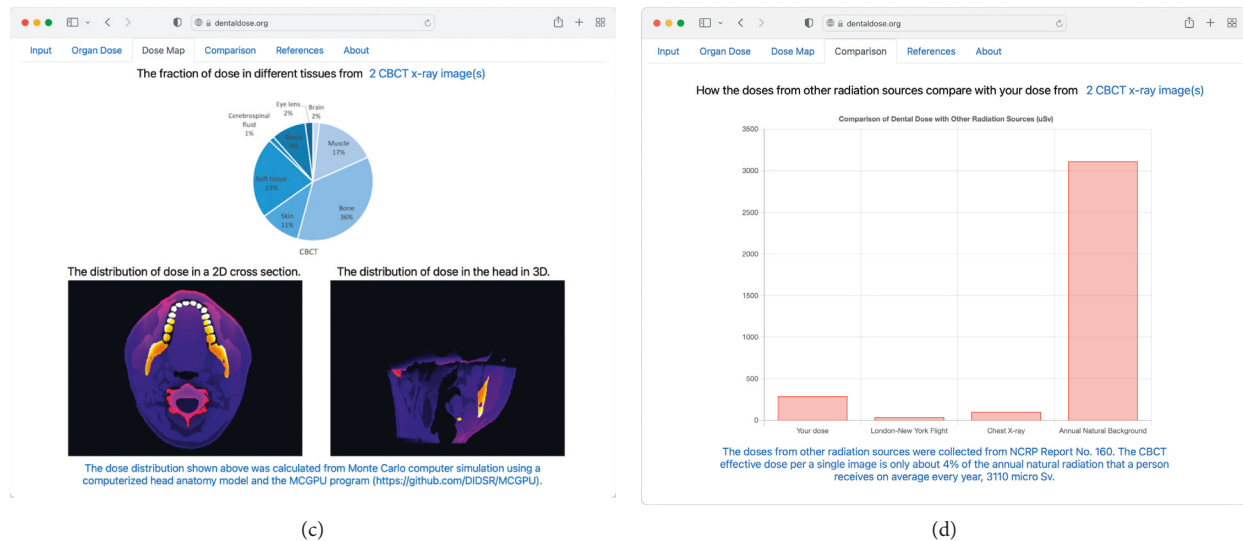 dentaldose.org
Input Organ Dose Dose Map Comparison References About
The fraction of dose in different tissues from 2 CBCT x-ray image(s)
Eye lens
2%
Brain
2%
Cerebrospinal
fluid
1%
Muscle
17%
Soft tissue
22%
Bone
36%
Skin
11%
CBCT
The distribution of dose in a 2D cross section.
The distribution of dose in the head in 3D.
The dose distribution shown above was calculated from Monte Carlo computer simulation using a
computerized head anatomy model and the MCGPU program (https://github.com/DIDSR/MCGPU).
(c)
dentaldose.org
Input Organ Dose Dose Map Comparison References About
How the doses from other radiation sources compare with your dose from 2 CBCT x-ray image(s)
Comparison of Dental Dose with Other Radiation Sources (uSv)
3500
3000
2500
2000
1500
1000
500
0
Your dose London-New York Flight Chest X-ray Annual Natural Background
The doses from other radiation sources were collected from NCRP Report No. 160. The CBCT
effective dose per a single image is only about 4% of the annual natural radiation that a person
receives on average every year, 3110 micro Sv.
(d)